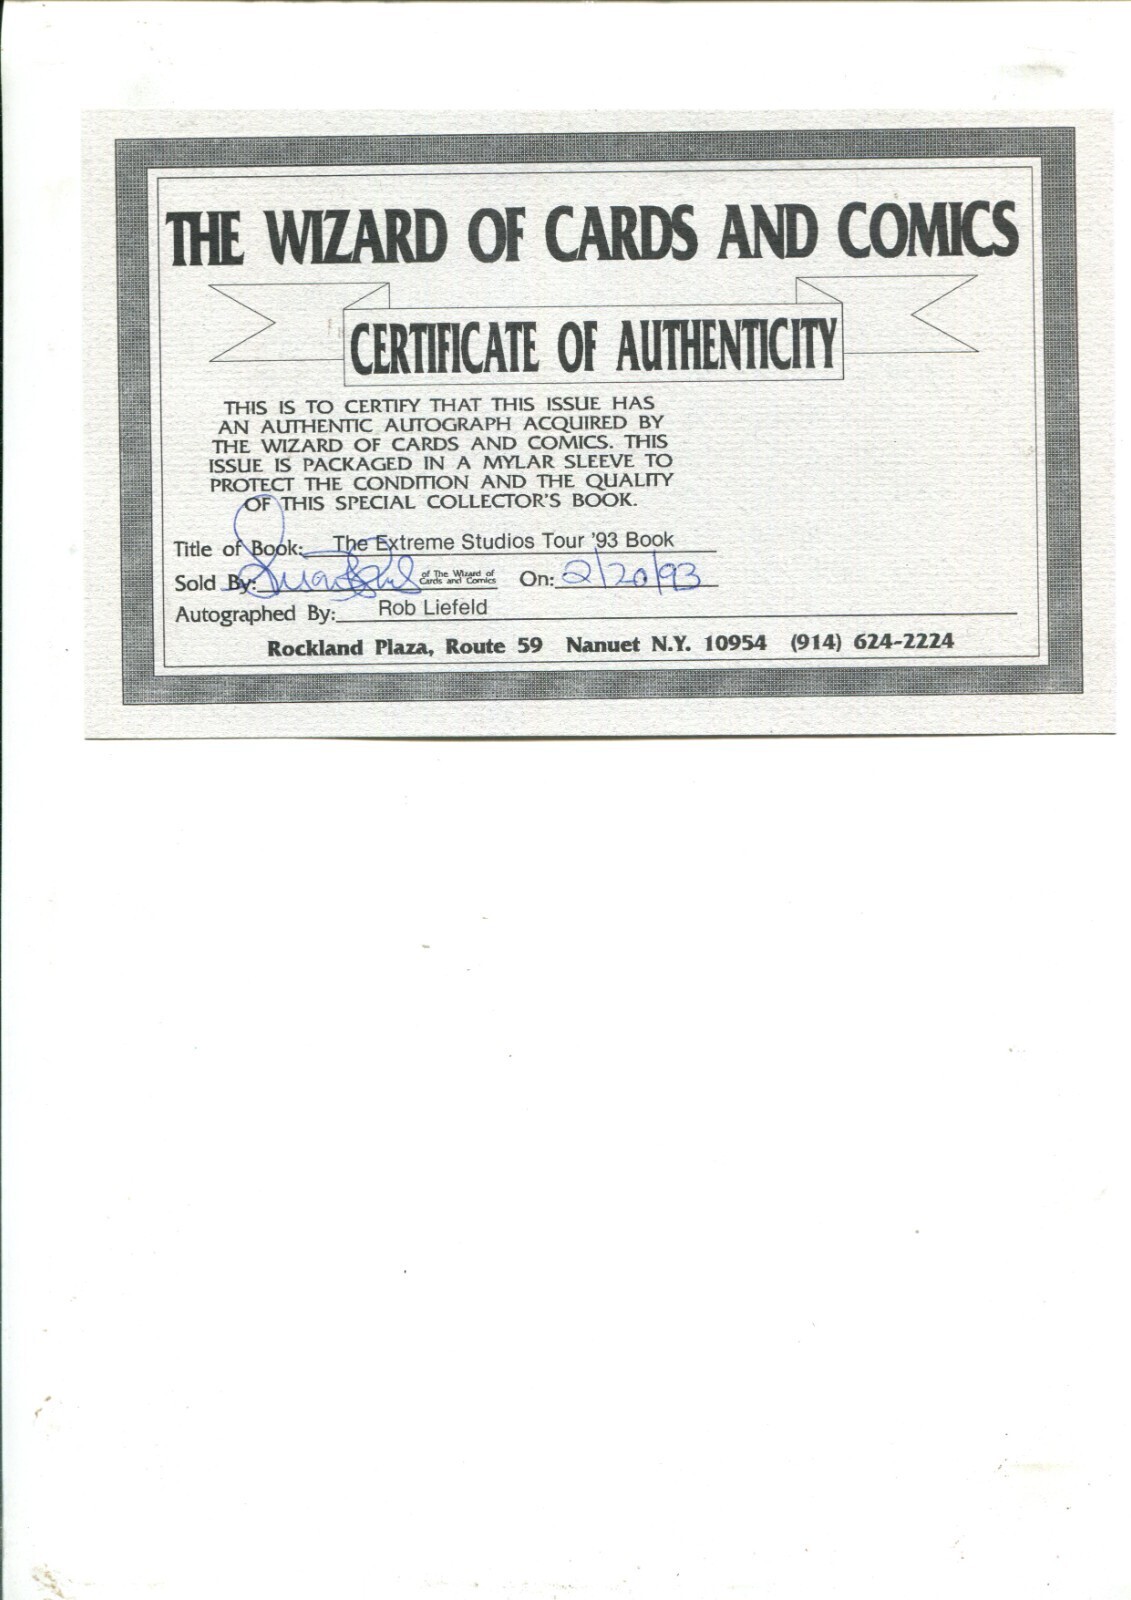 THE WIZARD OF CARDS AND COMICS
CERTIFICATE OF AUTHENTICITY
THIS IS TO CERTIFY THAT THIS ISSUE HAS
AN AUTHENTIC AUTOGRAPH ACQUIRED BY
THE WIZARD OF CARDS AND COMICS. THIS
ISSUE IS PACKAGED IN A MYLAR SLEEVE TO
PROTECT THE CONDITION AND THE QUALITY
OF THIS SPECIAL COLLECTOR'S BOOK.
Title of Book: The Extreme Studios Tour '93 Book
Sold By: of The Wizard of Cards and Comics On: 2/20/93
Autographed By: Rob Liefeld
Rockland Plaza, Route 59 Nanuet N.Y. 10954 (914) 624-2224